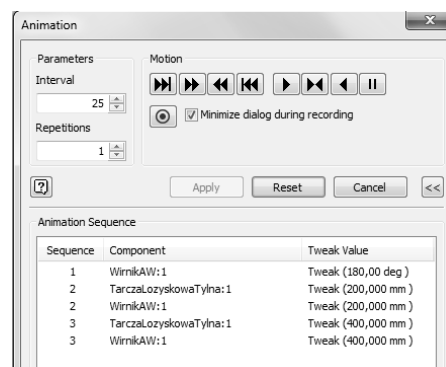 Animation
x
Parameters
Motion
Interval
25
Minimize dialog during recording
Repetitions
1
?
Apply
Reset
Cancel
<<
Animation Sequence
Sequence Component Tweak Value
1 WirnikAW:1 Tweak (180,00 deg )
2 TarczaLozyskowaTylna:1 Tweak (200,000 mm )
2 WirnikAW:1 Tweak (200,000 mm )
3 TarczaLozyskowaTylna:1 Tweak (400,000 mm )
3 WirnikAW:1 Tweak (400,000 mm )